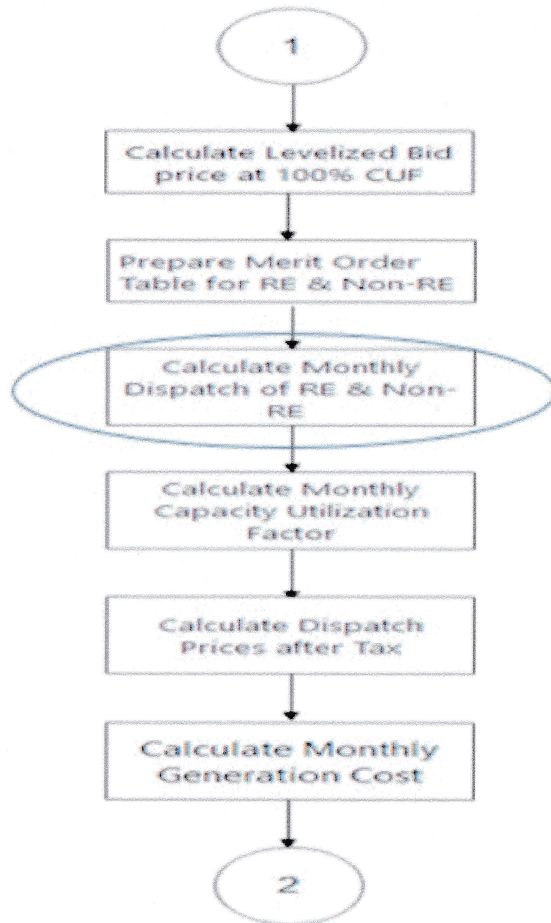 1
Calculate Levelized Bid
price at 100% CUF
Prepare Merit Order
Table for RE & Non-RE
Calculate Monthly
Dispatch of RE & Non-
RE
Calculate Monthly
Capacity Utilization
Factor
Calculate Dispatch
Prices after Tax
Calculate Monthly
Generation Cost
2